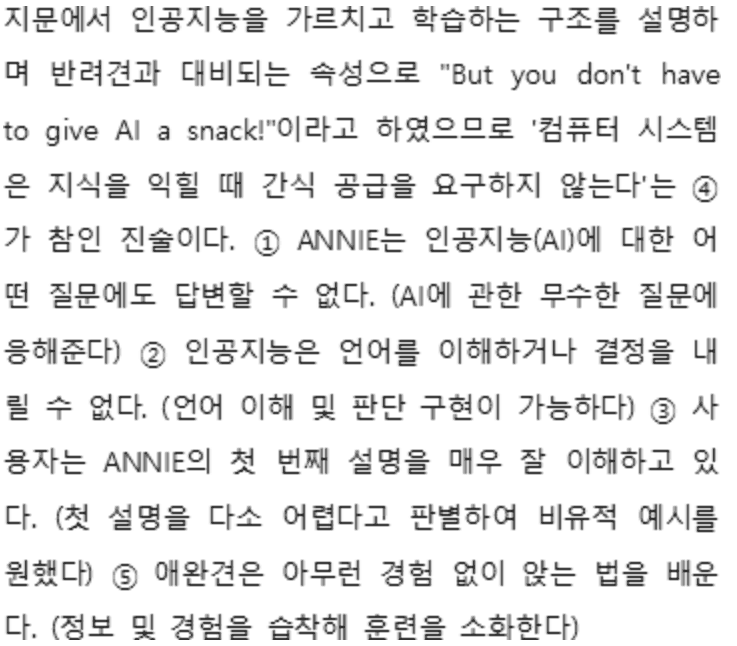 지문에서 인공지능을 가르치고 학습하는 구조를 설명하
며 반려견과 대비되는 속성으로 "But you don't have
to give AI a snack!"이라고 하였으므로 '컴퓨터 시스템
은 지식을 익힐 때 간식 공급을 요구하지 않는다'는 ④
가 참인 진술이다. ① ANNIE는 인공지능(AI)에 대한 어
떤 질문에도 답변할 수 없다. (AI에 관한 무수한 질문에
응해준다) ② 인공지능은 언어를 이해하거나 결정을 내
릴 수 없다. (언어 이해 및 판단 구현이 가능하다) ③ 사
용자는 ANNIE의 첫 번째 설명을 매우 잘 이해하고 있
다. (첫 설명을 다소 어렵다고 판별하여 비유적 예시를
원했다) ⑤ 애완견은 아무런 경험 없이 앉는 법을 배운
다. (정보 및 경험을 습착해 훈련을 소화한다)